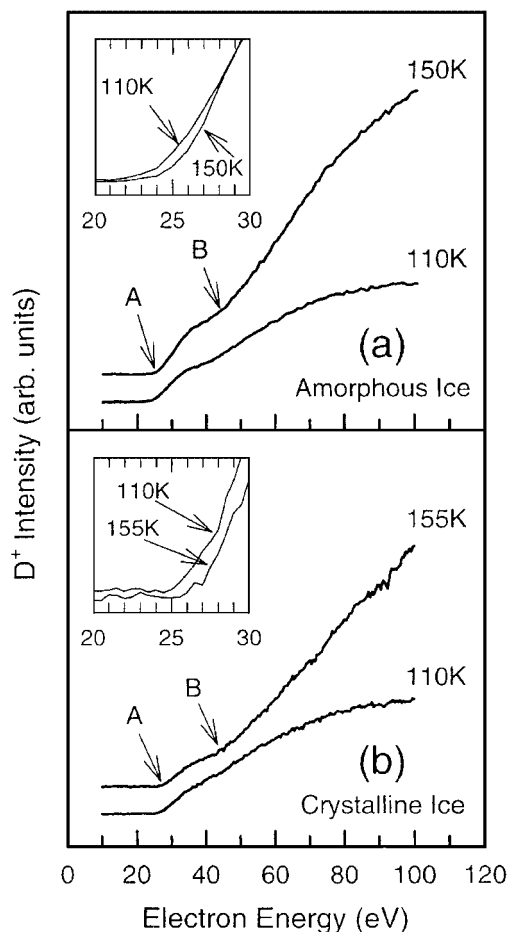 D⁺ Intensity (arb. units)
150K
110K
150K
20 25 30
A
B
110K
(a)
Amorphous Ice
155K
110K
155K
20 25 30
A
B
110K
(b)
Crystalline Ice
0 20 40 60 80 100 120
Electron Energy (eV)